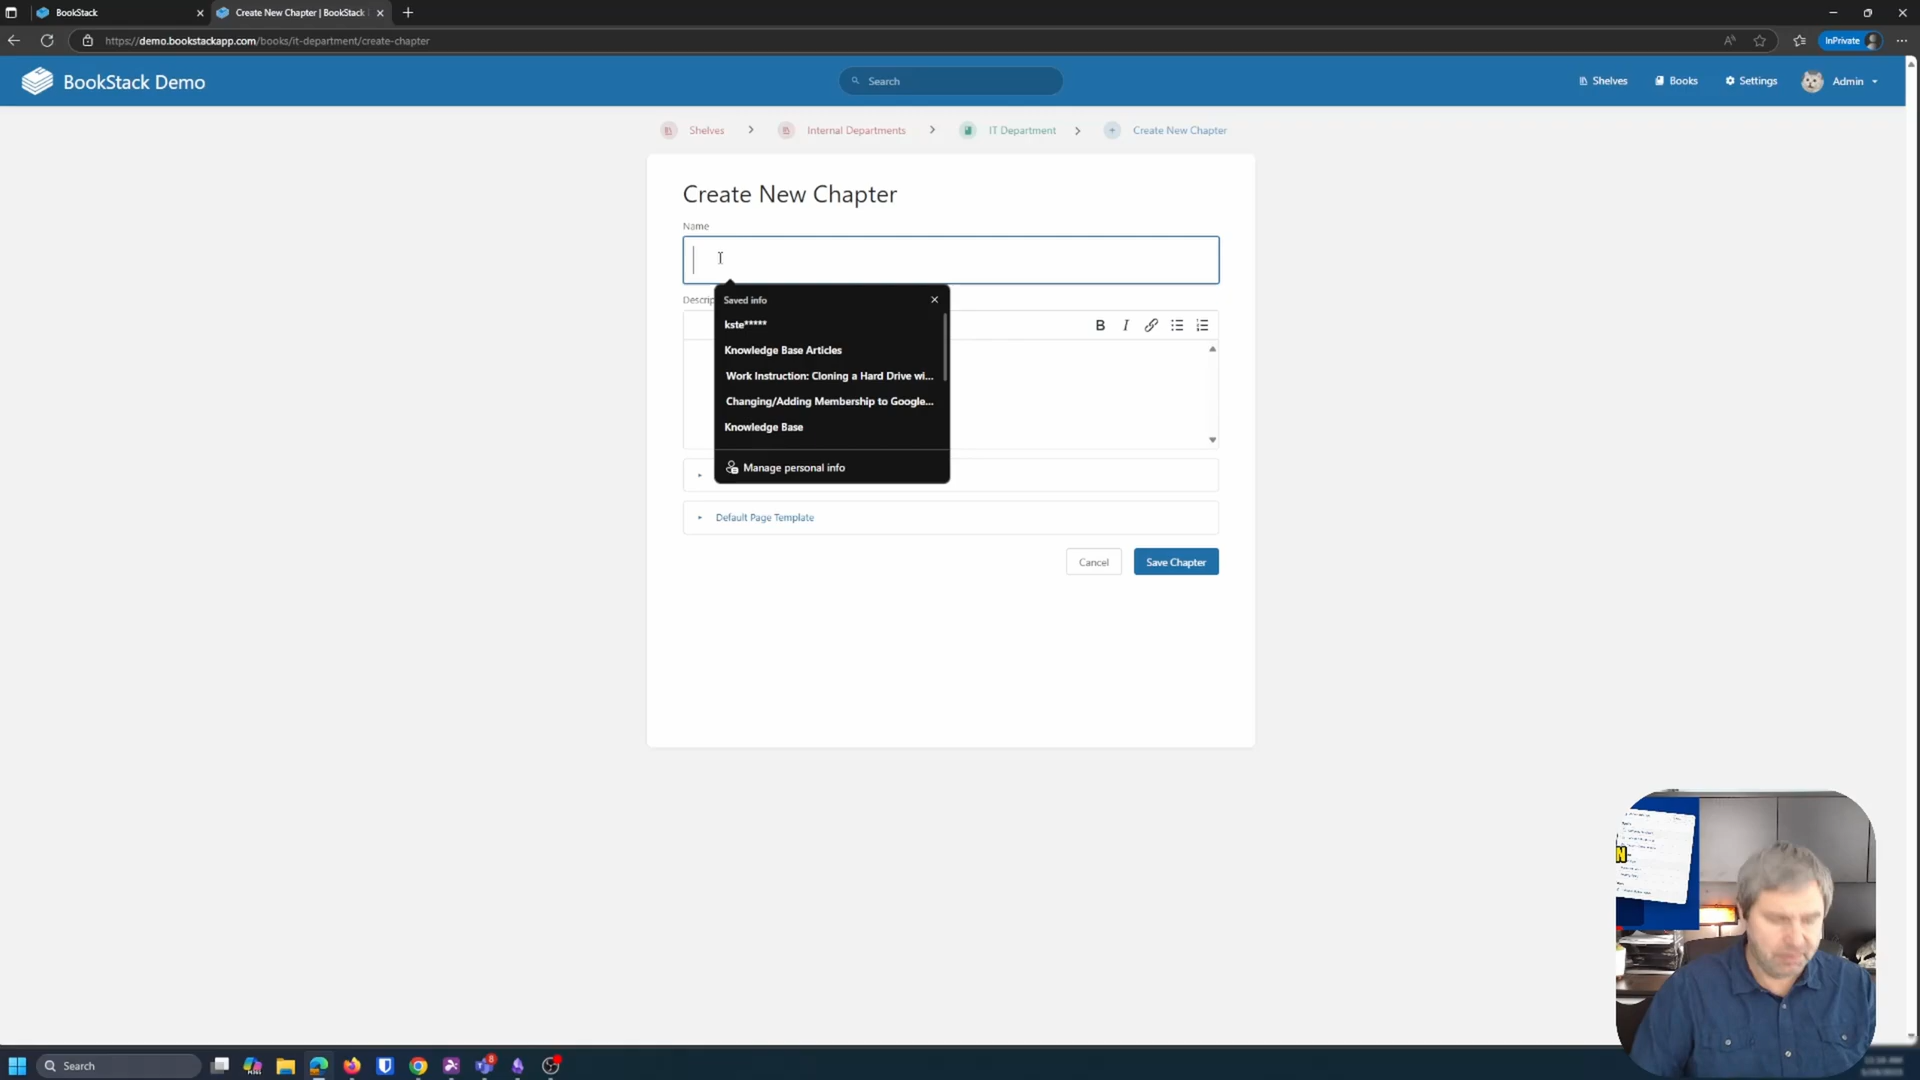 BookStack
Create New Chapter | BookStack
https://demo.bookstackapp.com/books/it-department/create-chapter
InPrivate
BookStack Demo
Search
Shelves
Books
Settings
Admin
Shelves
Internal Departments
IT Department
Create New Chapter
Create New Chapter
Name
Descrip
Saved info
kste*****
Knowledge Base Articles
Work Instruction: Cloning a Hard Drive wi...
Changing/Adding Membership to Google...
Knowledge Base
Manage personal info
Default Page Template
Cancel
Save Chapter
Search
8